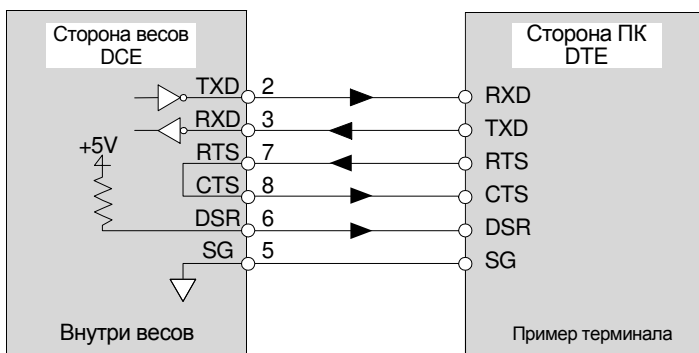 Сторона весов
DCE
Сторона ПК
DTE
TXD 2 RXD
RXD 3 TXD
+5V
RTS 7 RTS
CTS 8 CTS
DSR 6 DSR
SG 5 SG
Внутри весов
Пример терминала